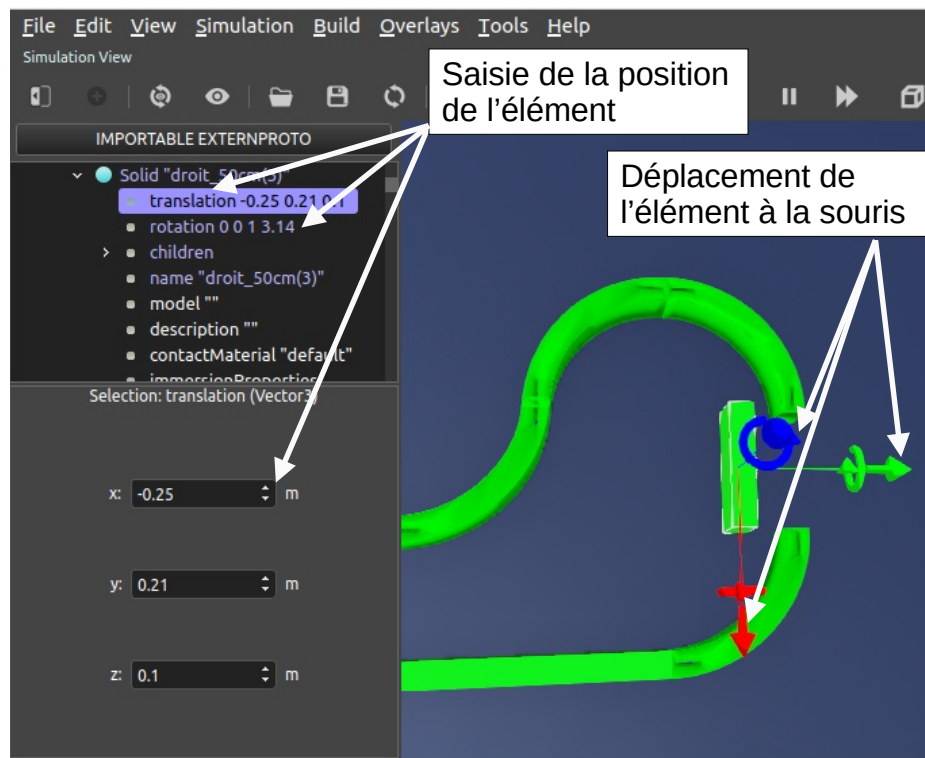 File Edit View Simulation Build Overlays Tools Help
Simulation View
Saisie de la position
de l'élément
IMPORTABLE EXTERNPROTO
Déplacement de
l'élément à la souris
Solid "droit_50cm(3)"
translation -0.25 0.21 0.1
rotation 0 0 1 3.14
children
name "droit_50cm(3)"
model ""
description ""
contactMaterial "default"
immersionProperties
Selection: translation (Vector3)
x: -0.25 m
y: 0.21 m
z: 0.1 m